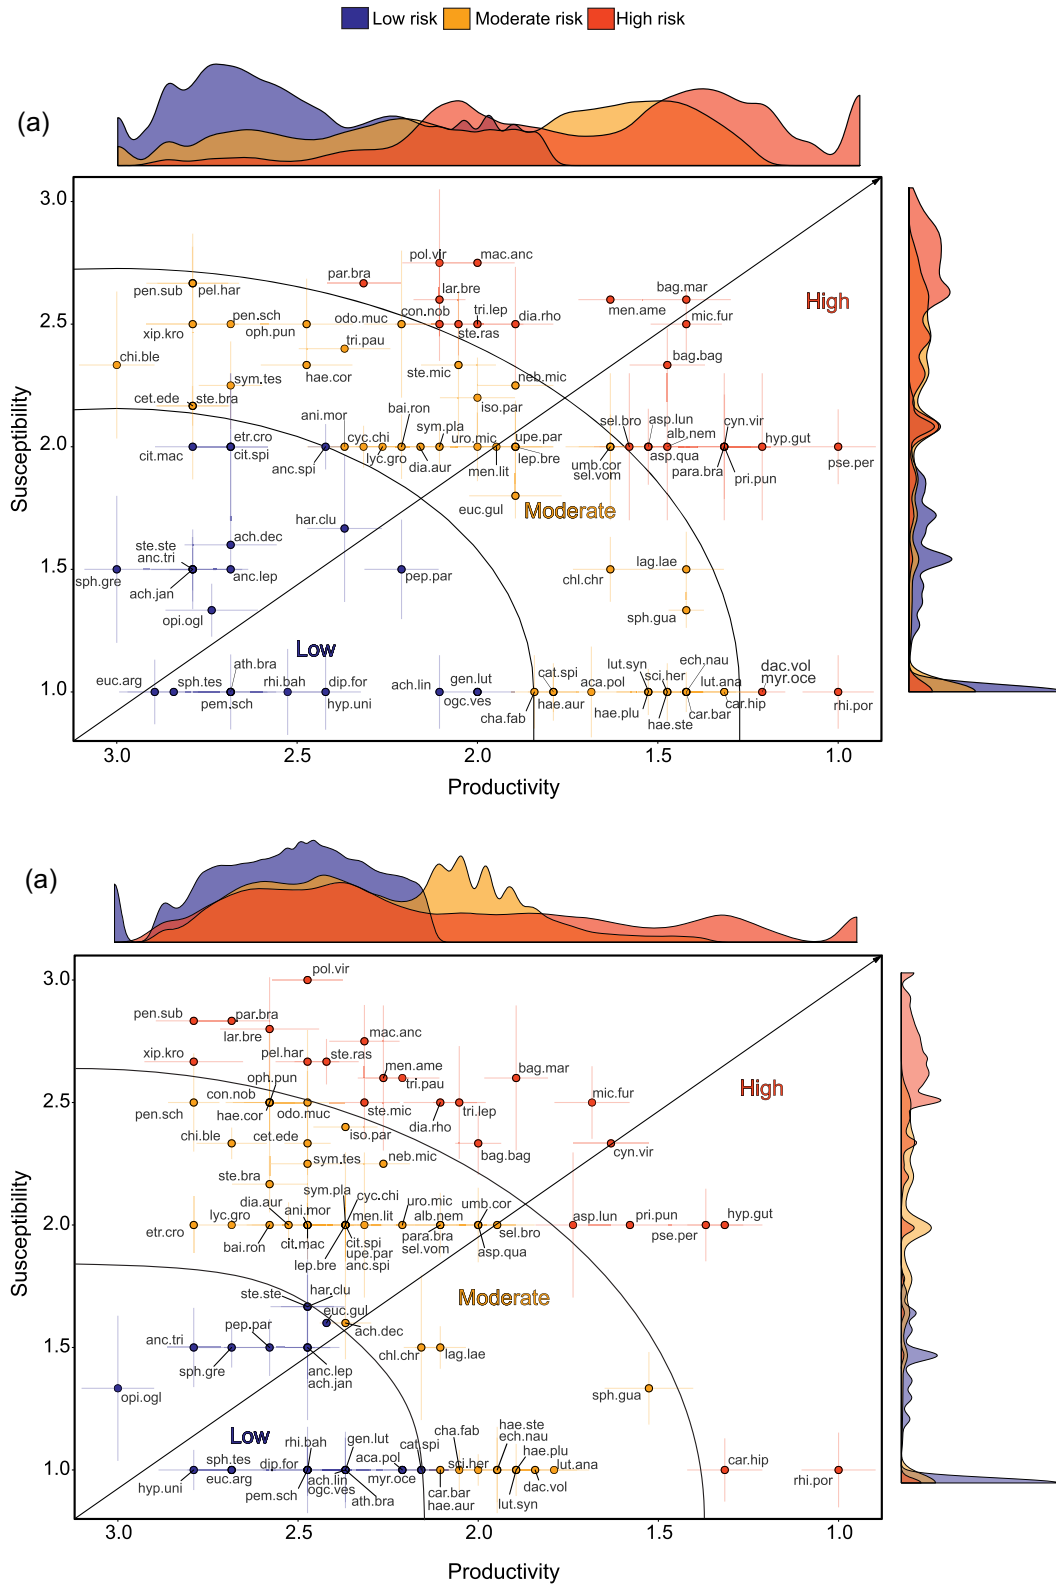 Low risk Moderate risk High risk
(a)
3.0
pol.vir mac.anc
par.bra
pen.sub pel.har lar.bre bag.mar
High
men.ame
con.nob tri.lep
2.5 xip.kro pen.sch oph.pun odo.muc ste.ras dia.rho mic.fur
tri.pau
chi.ble hae.cor ste.mic bag.bag
sym.tes neb.mic
cet.ede ste.bra iso.par
ani.mor bai.ron sym.pla sel.bro asp.lun cyn.vir
2.0 etr.cro cyc.chi uro.mic upe.par alb.nem hyp.gut
cit.mac cit.spi anc.spi lyc.gro dia.aur men.lit lep.bre umb.cor asp.qua para.bra pse.per
sel.vom pri.pun
euc.gul
Moderate
har.clu
ste.ste ach.dec
anc.tri lag.lae
1.5 sph.gre anc.lep pep.par chl.chr
ach.jan
opi.ogl sph.gua
Low
ath.bra cat.spi lut.syn sci.her ech.nau dac.vol
myr.oce
euc.arg sph.tes rhi.bah dip.for ach.lin gen.lut aca.pol lut.ana
1.0 pem.sch hyp.uni ogc.ves hae.aur car.hip rhi.por
cha.fab hae.plu hae.ste car.bar
Susceptibility
3.0 2.5 2.0 1.5 1.0
Productivity
(a)
3.0 pol.vir
pen.sub par.bra
lar.bre mac.anc
xip.kro pel.har ste.ras
men.ame bag.mar
oph.pun tri.pau mic.fur High
2.5 con.nob
pen.sch hae.cor odo.muc ste.mic dia.rho tri.lep
chi.ble cet.ede iso.par
bag.bag cyn.vir
sym.tes neb.mic
ste.bra
sym.pla cyc.chi
lyc.gro dia.aur ani.mor men.lit uro.mic umb.cor
alb.nem asp.lun pri.pun hyp.gut
2.0 etr.cro para.bra sel.bro pse.per
bai.ron cit.mac cit.spi sel.vom asp.qua
lep.bre upe.par
anc.spi
Moderate
ste.ste har.clu
euc.gul
anc.tri pep.par ach.dec
1.5 sph.gre chl.chr lag.lae
anc.lep
opi.ogl ach.jan sph.gua
Low
rhi.bah gen.lut cat.spi cha.fab hae.ste
ech.nau
sph.tes dip.for aca.pol sci.her hae.plu lut.ana car.hip
1.0 hyp.uni euc.arg ach.lin myr.oce car.bar dac.vol rhi.por
pem.sch ogc.ves ath.bra hae.aur lut.syn
Susceptibility
3.0 2.5 2.0 1.5 1.0
Productivity